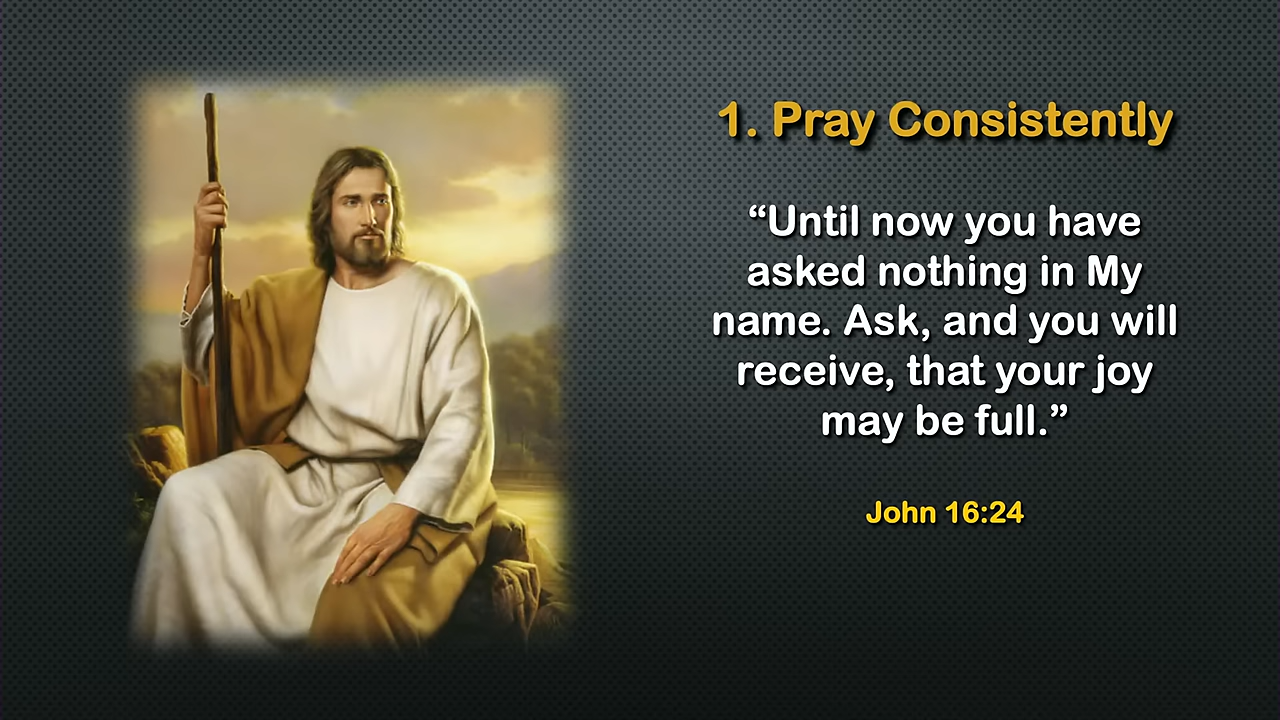 1. Pray Consistently
“Until now you have
asked nothing in My
name. Ask, and you will
receive, that your joy
may be full.”
John 16:24